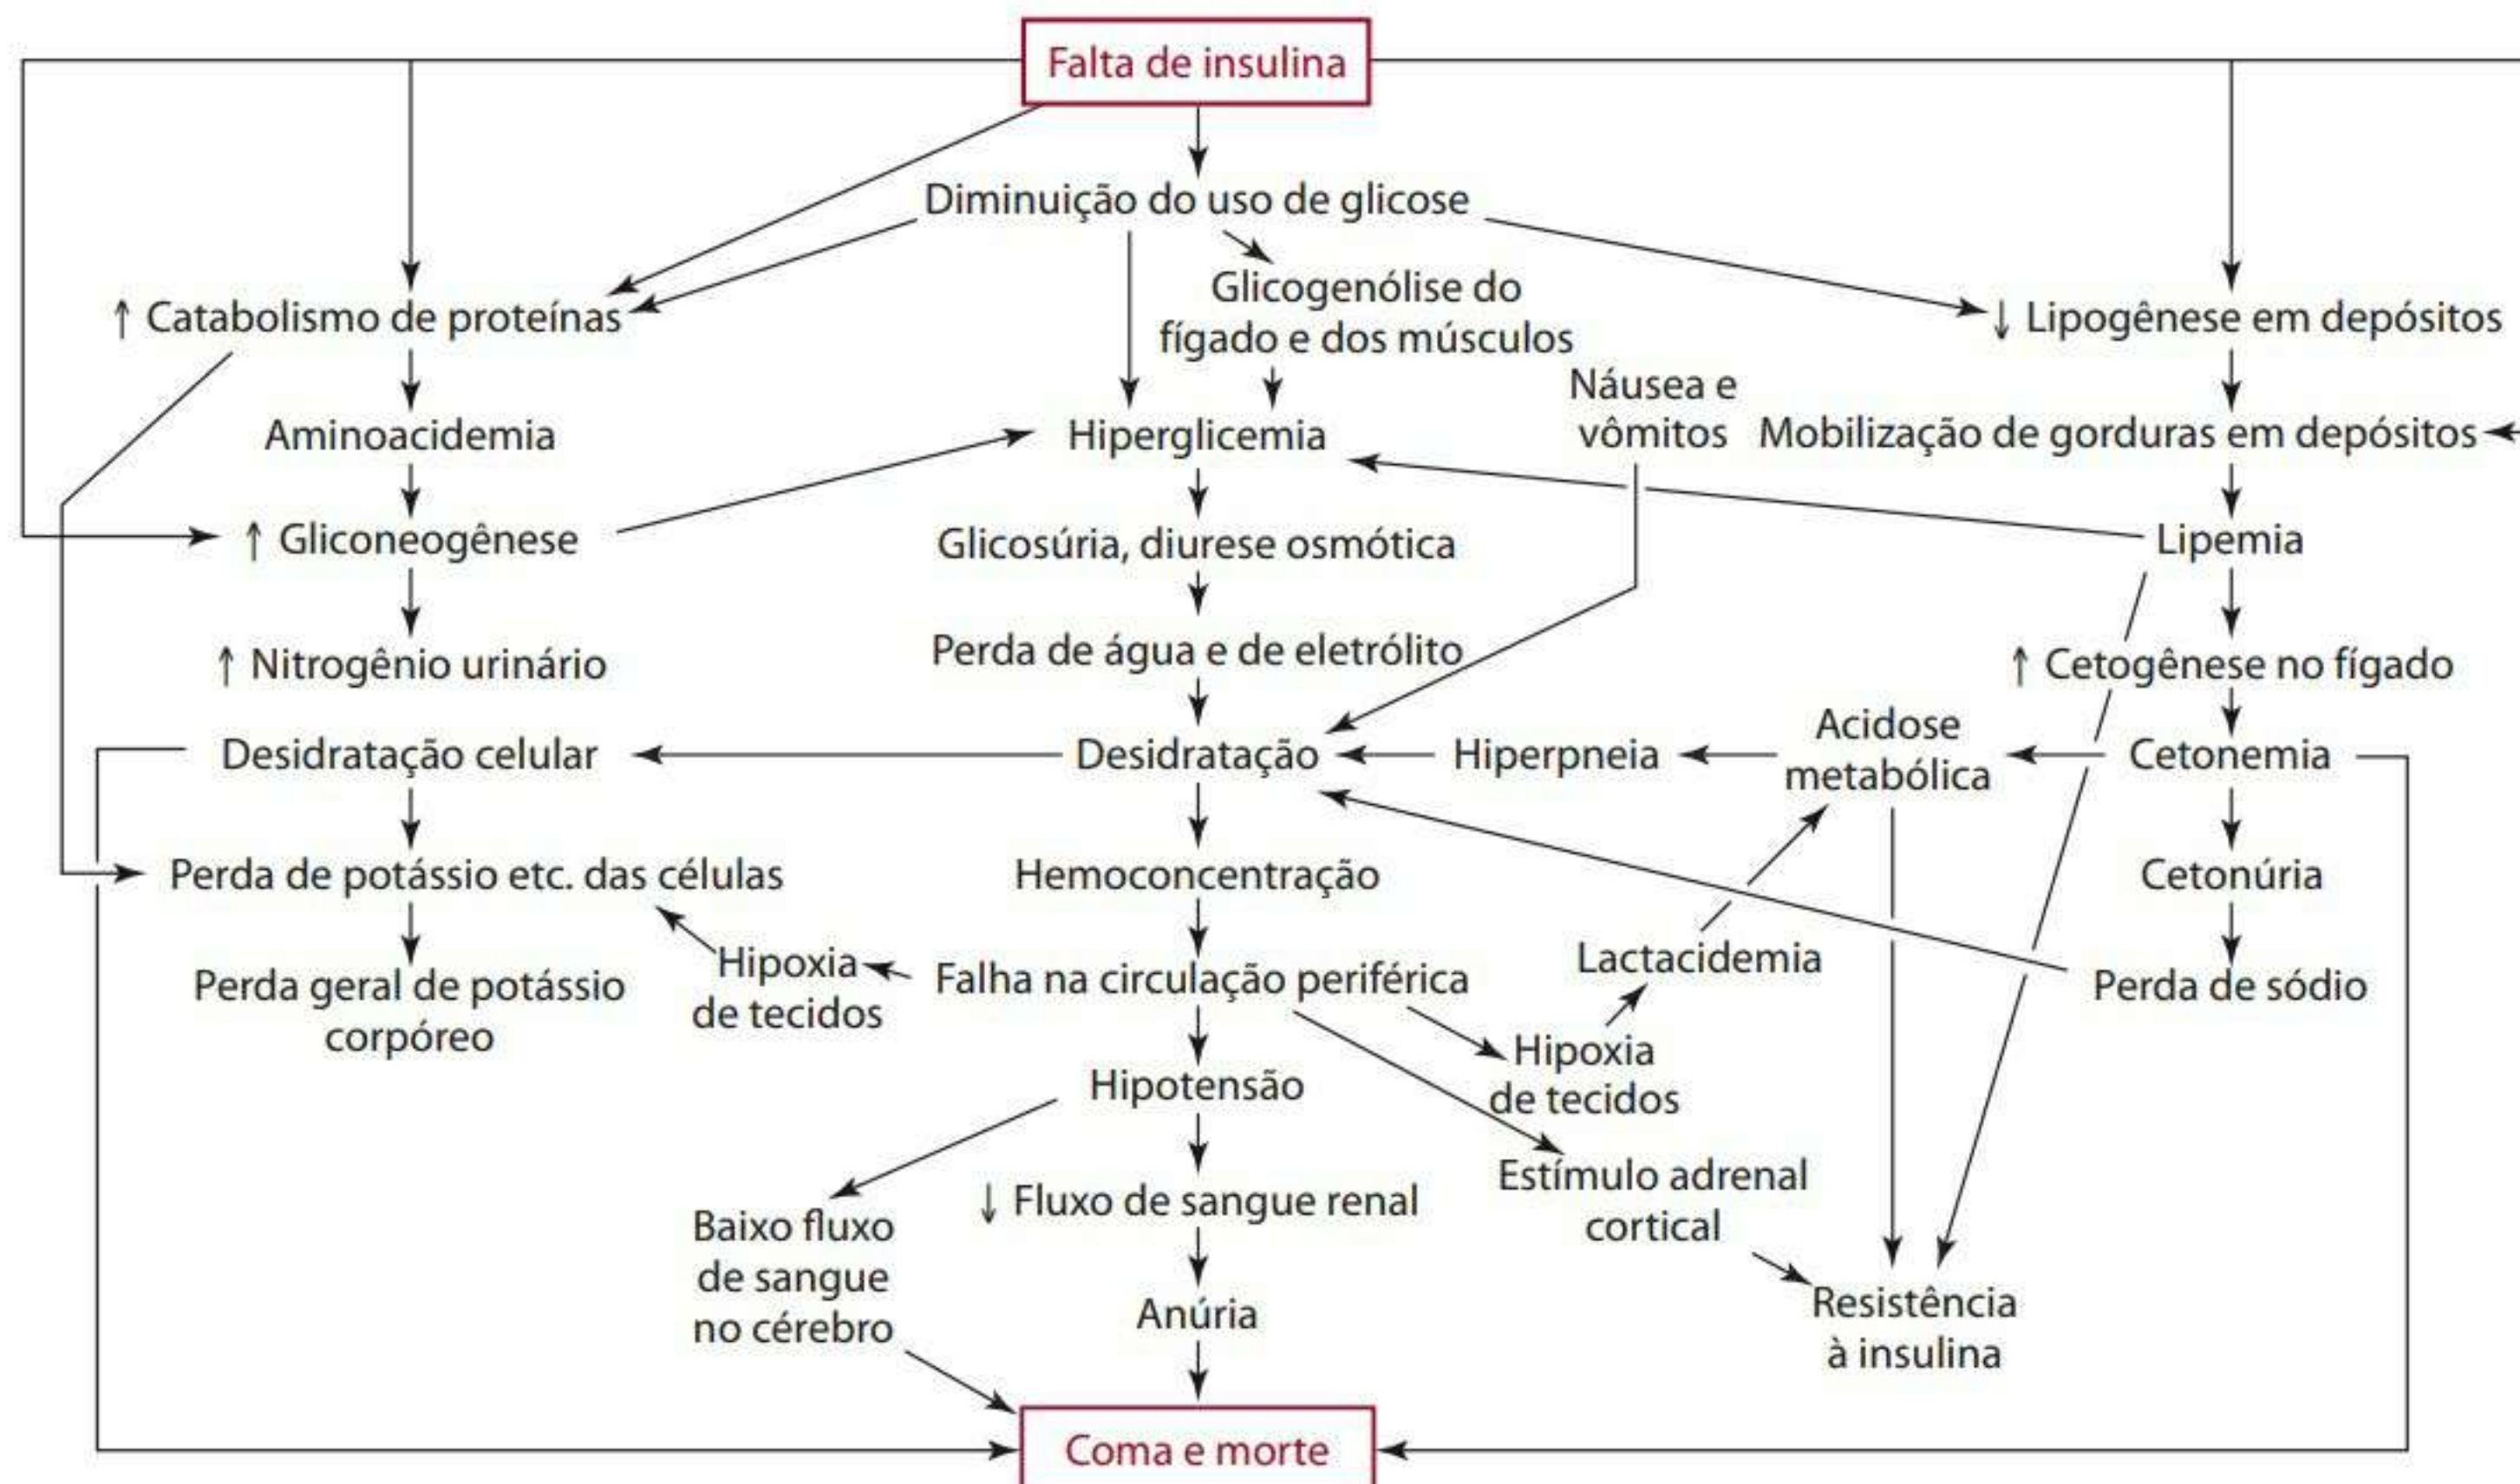 Falta de insulina
Diminuição do uso de glicose
Glicogenólise do
fígado e dos músculos
↑ Catabolismo de proteínas
↓ Lipogênese em depósitos
Náusea e
vômitos
Aminoacidemia
Hiperglicemia
Mobilização de gorduras em depósitos
↑ Gliconeogênese
Glicosúria, diurese osmótica
Lipemia
↑ Nitrogênio urinário
Perda de água e de eletrólito
↑ Cetogênese no fígado
Desidratação celular
Desidratação
Hiperpneia
Acidose
metabólica
Cetonemia
Perda de potássio etc. das células
Hemoconcentração
Cetonúria
Perda geral de potássio
corpóreo
Hipoxia
de tecidos
Falha na circulação periférica
Lactacidemia
Perda de sódio
Hipoxia
de tecidos
Hipotensão
Baixo fluxo
de sangue
no cérebro
↓ Fluxo de sangue renal
Estímulo adrenal
cortical
Anúria
Resistência
à insulina
Coma e morte